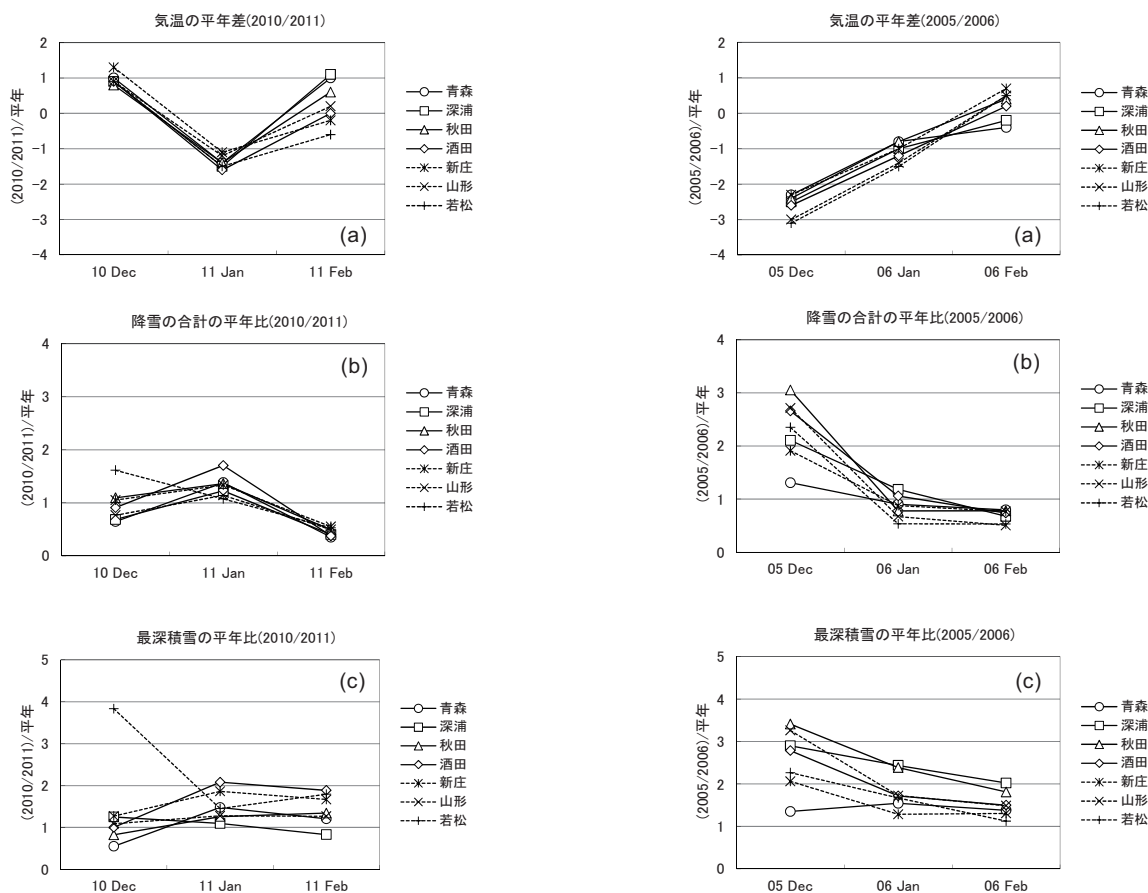 気温の平年差(2010/2011)
(2010/2011)/平年
2
1
0
−1
−2
−3
−4
10 Dec
11 Jan
11 Feb
(a)
青森
深浦
秋田
酒田
新庄
山形
若松
気温の平年差(2005/2006)
(2005/2006)/平年
2
1
0
−1
−2
−3
−4
05 Dec
06 Jan
06 Feb
(a)
青森
深浦
秋田
酒田
新庄
山形
若松
降雪の合計の平年比(2010/2011)
(2010/2011)/平年
4
3
2
1
0
10 Dec
11 Jan
11 Feb
(b)
青森
深浦
秋田
酒田
新庄
山形
若松
降雪の合計の平年比(2005/2006)
(2005/2006)/平年
4
3
2
1
0
05 Dec
06 Jan
06 Feb
(b)
青森
深浦
秋田
酒田
新庄
山形
若松
最深積雪の平年比(2010/2011)
(2010/2011)/平年
5
4
3
2
1
0
10 Dec
11 Jan
11 Feb
(c)
青森
深浦
秋田
酒田
新庄
山形
若松
最深積雪の平年比(2005/2006)
(2005/2006)/平年
5
4
3
2
1
0
05 Dec
06 Jan
06 Feb
(c)
青森
深浦
秋田
酒田
新庄
山形
若松